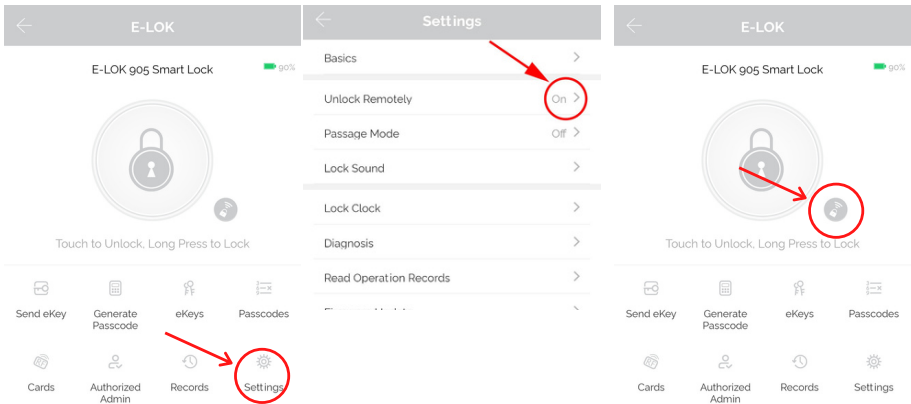 E-LOK
E-LOK 905 Smart Lock
90%
Touch to Unlock, Long Press to Lock
Send eKey
Generate
Passcode
eKeys
Passcodes
Cards
Authorized
Admin
Records
Settings
Settings
Basics
Unlock Remotely
On
Passage Mode
Off
Lock Sound
Lock Clock
Diagnosis
Read Operation Records
E-LOK
E-LOK 905 Smart Lock
90%
Touch to Unlock, Long Press to Lock
Send eKey
Generate
Passcode
eKeys
Passcodes
Cards
Authorized
Admin
Records
Settings